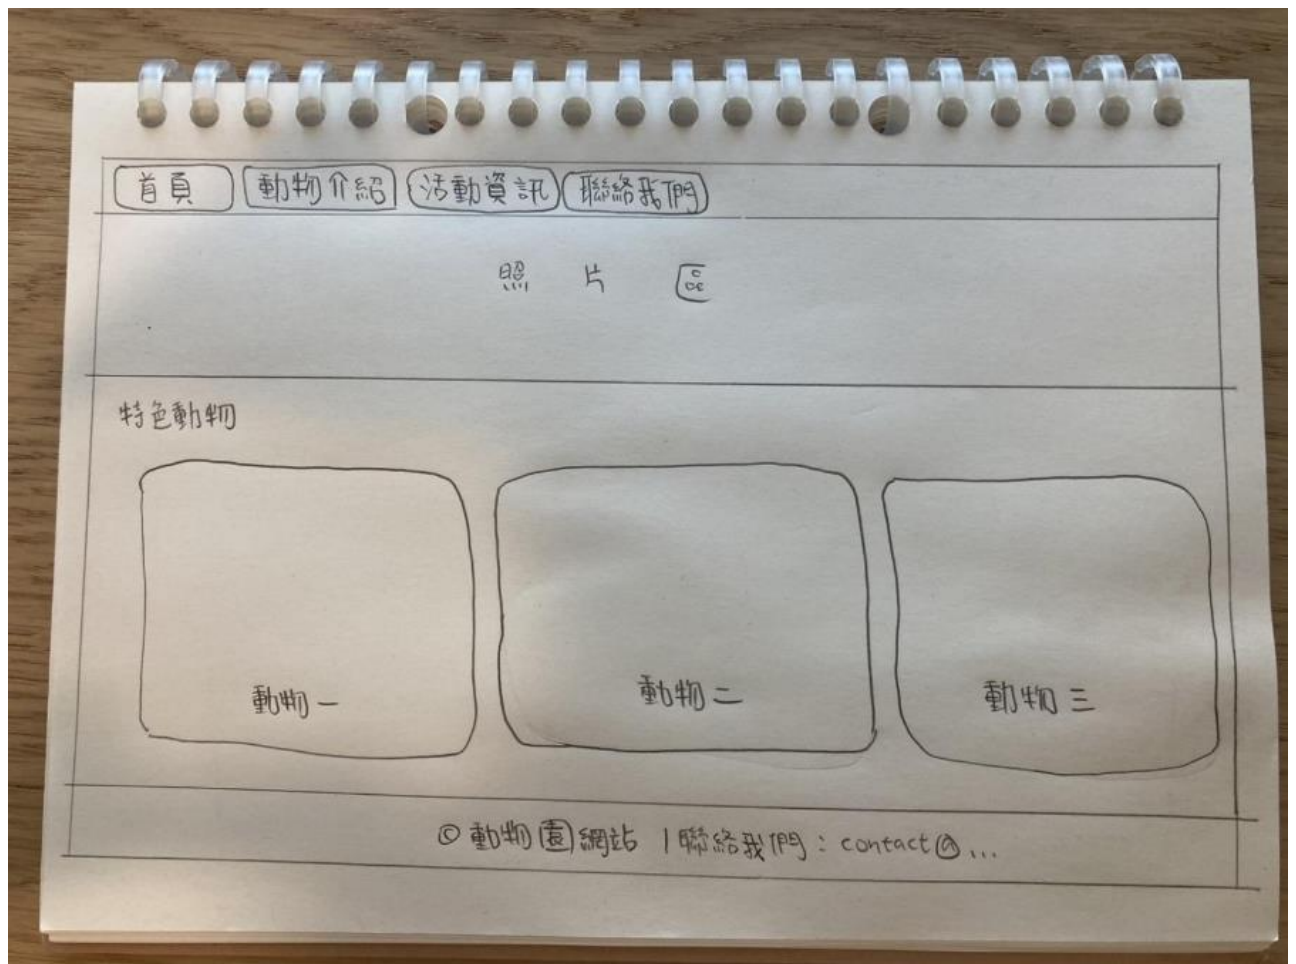 首頁 動物介紹 活動資訊 聯絡我們
照片區
特色動物
動物一 動物二 動物三
© 動物園網站 | 聯絡我們：contact@...